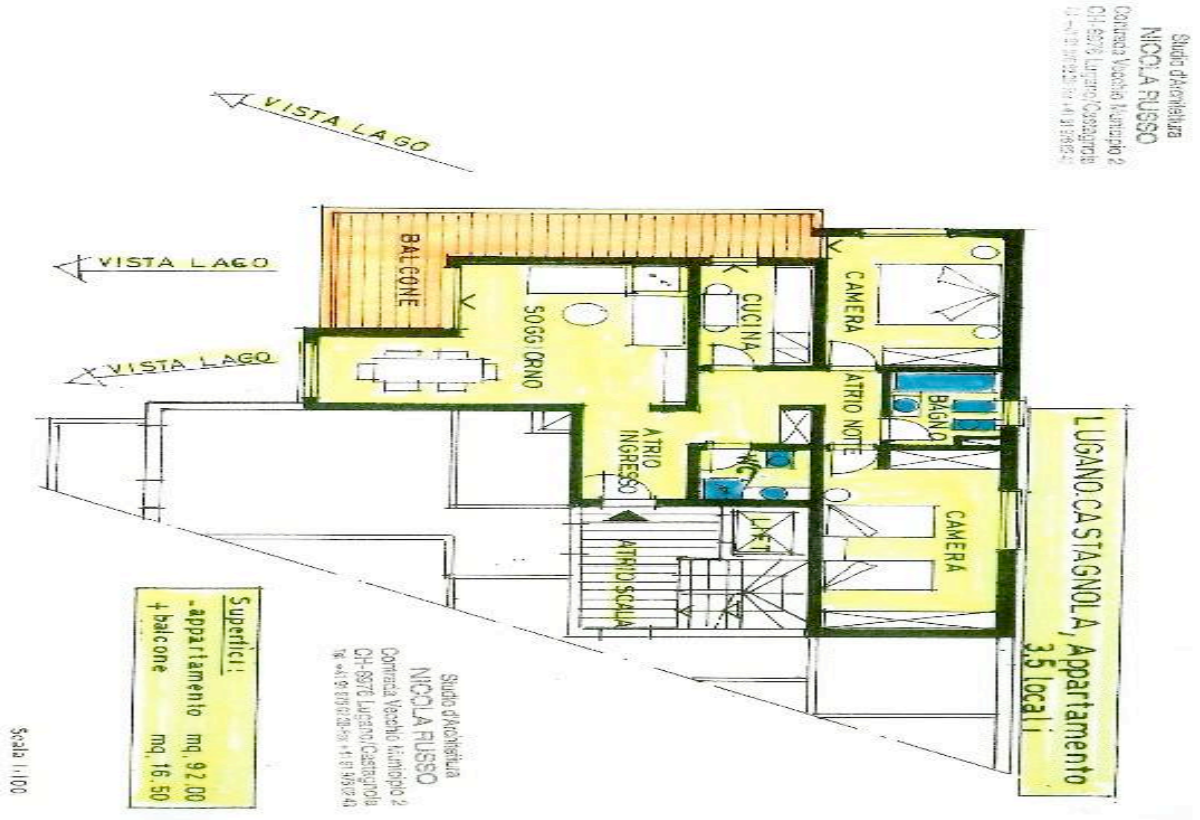 Studio d'Architettura
NICOLA RUSSO
Contrada Vecchio Municipio 2
CH-6976 Lugano/Castagnola
VISTA LAGO
VISTA LAGO
VISTA LAGO
BALCONE
SOGGIORNO
CUCINA
CAMERA
ATRIO NOTTE
BAGNO
ATRIO
INGRESSO
WC
LIFT
ATRIO SCALA
CAMERA
LUGANO.CASTAGNOLA, Appartamento
3,5 locali
Superfici:
-appartamento mq. 92,00
+balcone mq. 16,50
Studio d'Architettura
NICOLA RUSSO
Contrada Vecchio Municipio 2
CH-6976 Lugano/Castagnola
Scala 1:100